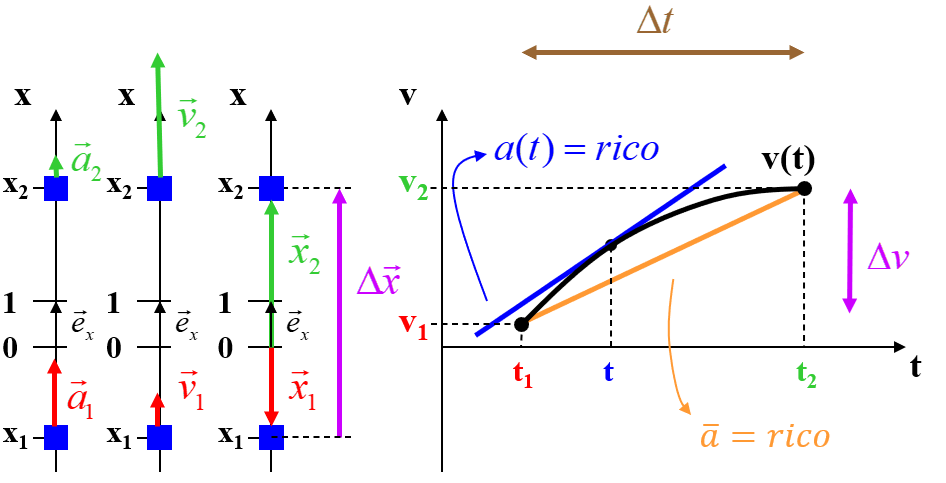 Δt
x x x v
v⃗₂
a⃗₂
a(t) = rico
v(t)
x₂ x₂ x₂ v₂
x⃗₂
Δx⃗
Δv
1 1 1
e⃗ₓ e⃗ₓ e⃗ₓ
v₁
0 0 0
t
t₁ t t₂
a⃗₁ v⃗₁ x⃗₁
x₁ x₁ x₁
a̅ = rico